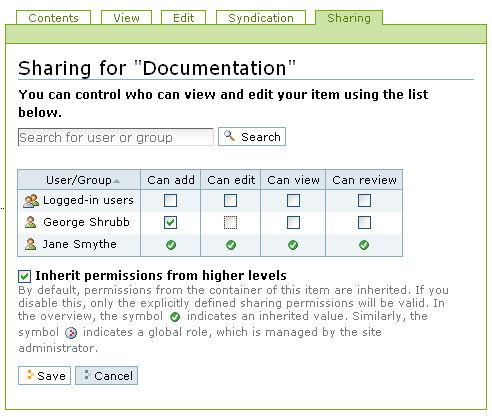 Contents View Edit Syndication Sharing
Sharing for "Documentation"
You can control who can view and edit your item using the list
below.
Search for user or group Search
User/Group Can add Can edit Can view Can review
Logged-in users
George Shrubb
Jane Smythe
Inherit permissions from higher levels
By default, permissions from the container of this item are inherited. If you
disable this, only the explicitly defined sharing permissions will be valid. In
the overview, the symbol indicates an inherited value. Similarly, the
symbol indicates a global role, which is managed by the site
administrator.
Save Cancel